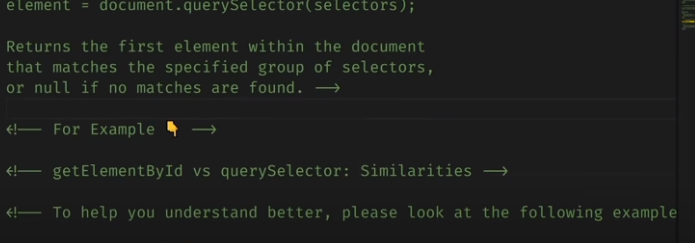 element = document.querySelector(selectors);
Returns the first element within the document
that matches the specified group of selectors,
or null if no matches are found. -->
<!-- For Example 👇 -->
<!-- getElementById vs querySelector: Similarities -->
<!-- To help you understand better, please look at the following example